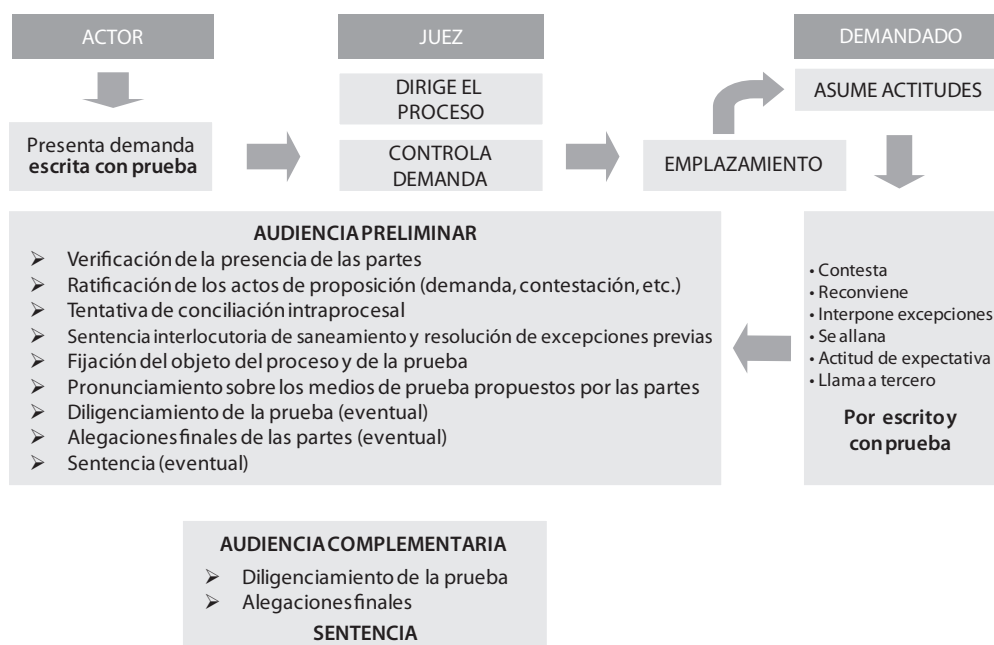 ACTOR
JUEZ
DEMANDADO
Presenta demanda
escrita con prueba
DIRIGE EL
PROCESO
CONTROLA
DEMANDA
EMPLAZAMIENTO
ASUME ACTITUDES
• Contesta
• Reconviene
• Interpone excepciones
• Se allana
• Actitud de expectativa
• Llama a tercero
Por escrito y
con prueba
AUDIENCIA PRELIMINAR
➢ Verificación de la presencia de las partes
➢ Ratificación de los actos de proposición (demanda, contestación, etc.)
➢ Tentativa de conciliación intraprocesal
➢ Sentencia interlocutoria de saneamiento y resolución de excepciones previas
➢ Fijación del objeto del proceso y de la prueba
➢ Pronunciamiento sobre los medios de prueba propuestos por las partes
➢ Diligenciamiento de la prueba (eventual)
➢ Alegaciones finales de las partes (eventual)
➢ Sentencia (eventual)
AUDIENCIA COMPLEMENTARIA
➢ Diligenciamiento de la prueba
➢ Alegaciones finales
SENTENCIA